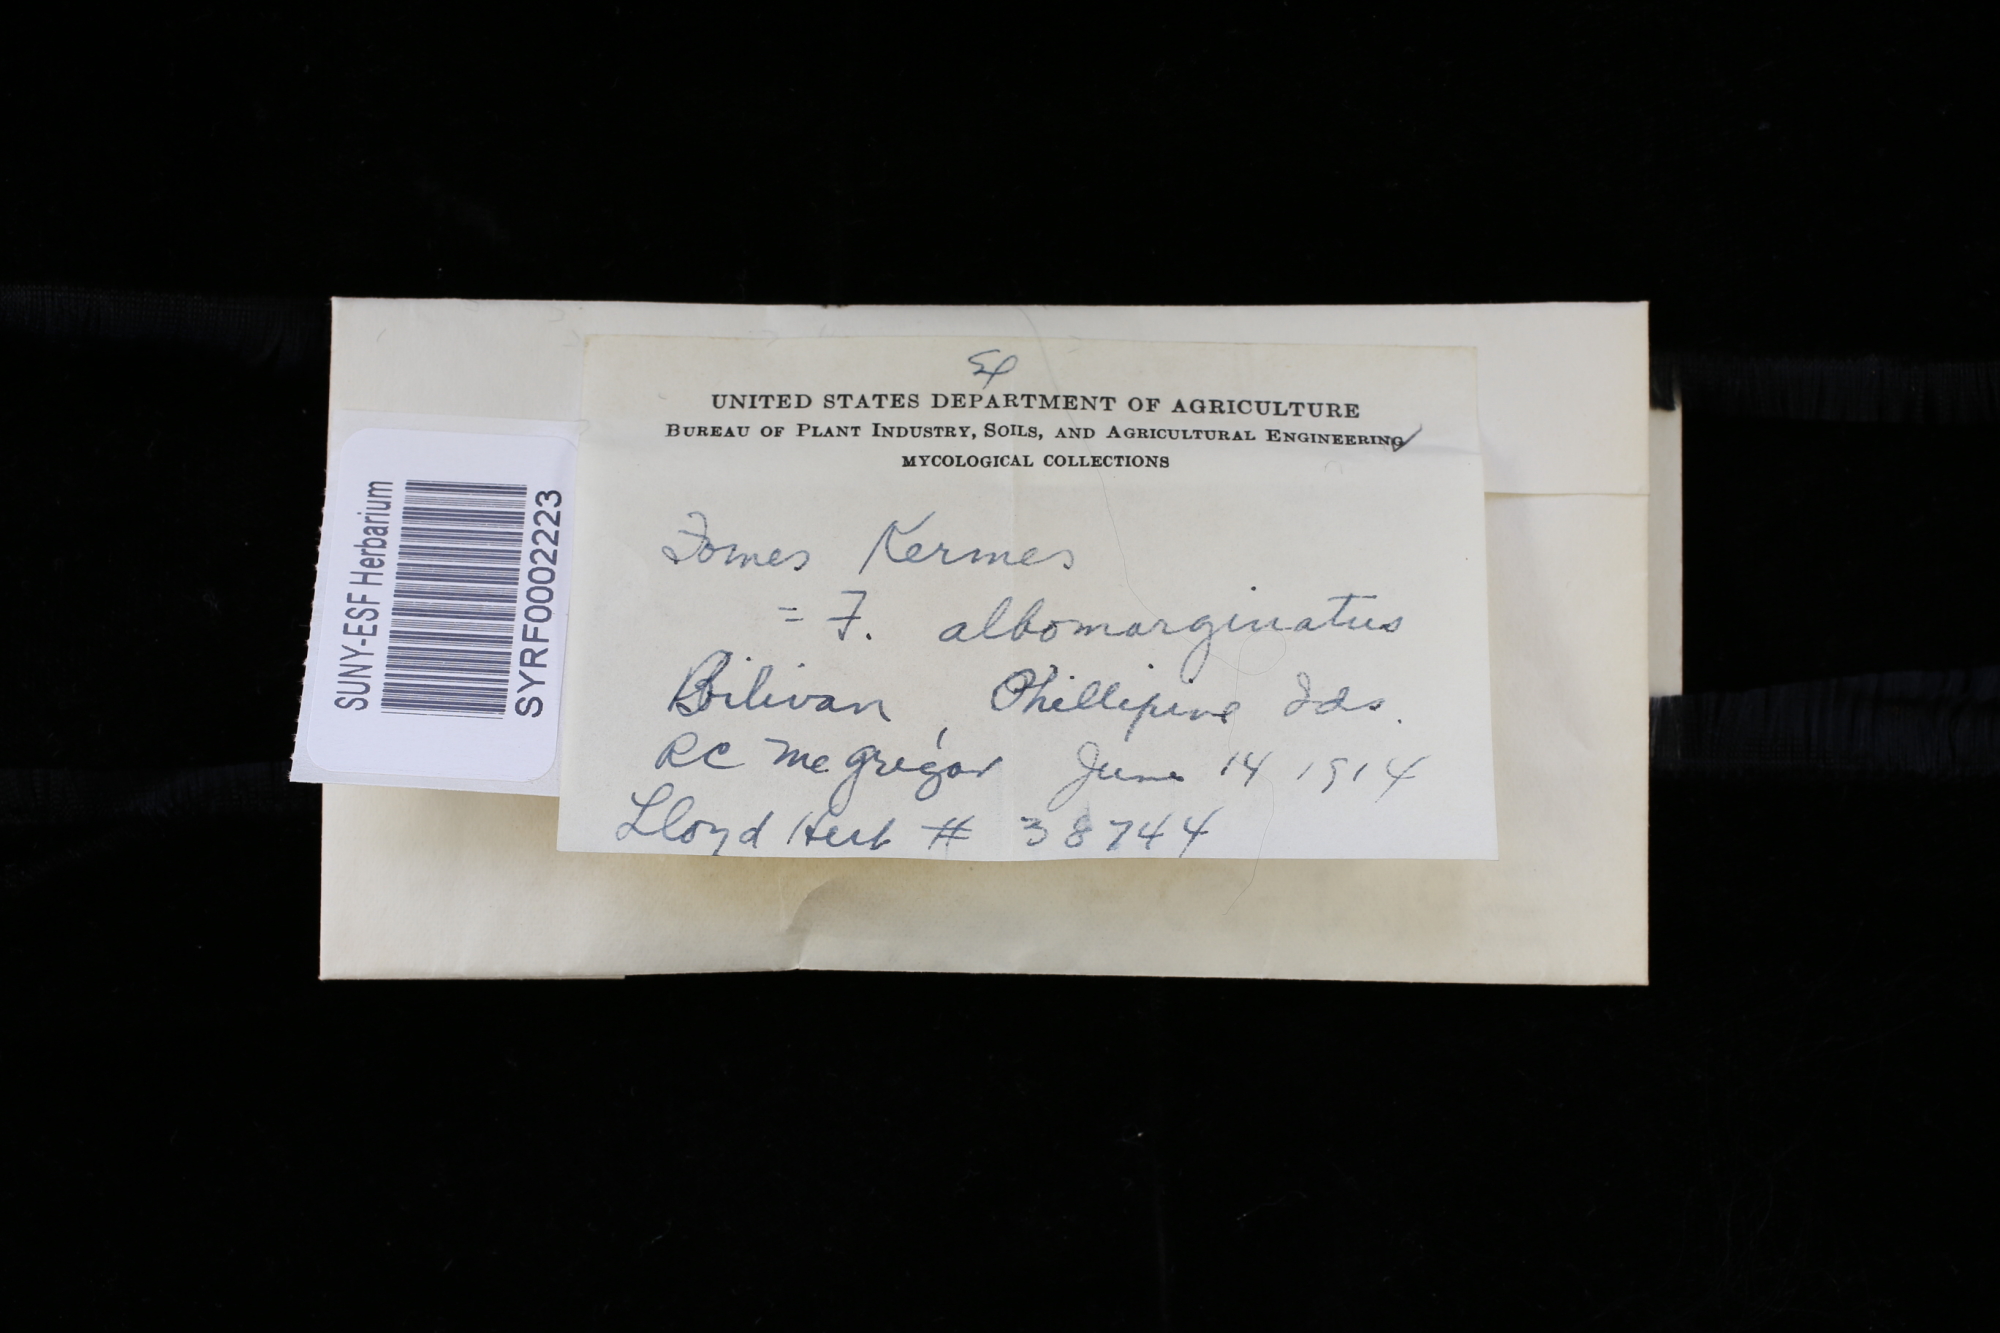 SUNY-ESF Herbarium
SYRF0002223
UNITED STATES DEPARTMENT OF AGRICULTURE
BUREAU OF PLANT INDUSTRY, SOILS, AND AGRICULTURAL ENGINEERING
MYCOLOGICAL COLLECTIONS
Fomes Kermes
= F. albomarginatus
Bilivan Phillipine Ids.
RC McGregor June 14 1914
Lloyd Herb # 38744